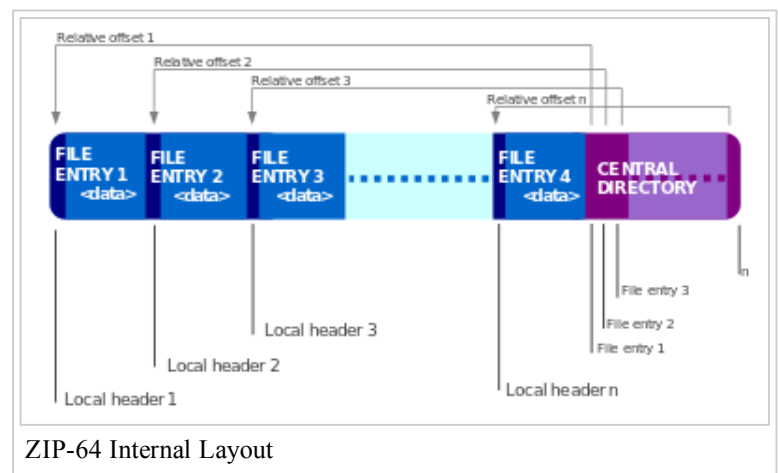 Relative offset 1
Relative offset 2
Relative offset 3
Relative offset n
FILE
ENTRY 1
<data>
FILE
ENTRY 2
<data>
FILE
ENTRY 3
<data>
FILE
ENTRY 4
<data>
CENTRAL
DIRECTORY
n
File entry 3
File entry 2
File entry 1
Local header 3
Local header 2
Local header 1
Local header n
ZIP-64 Internal Layout